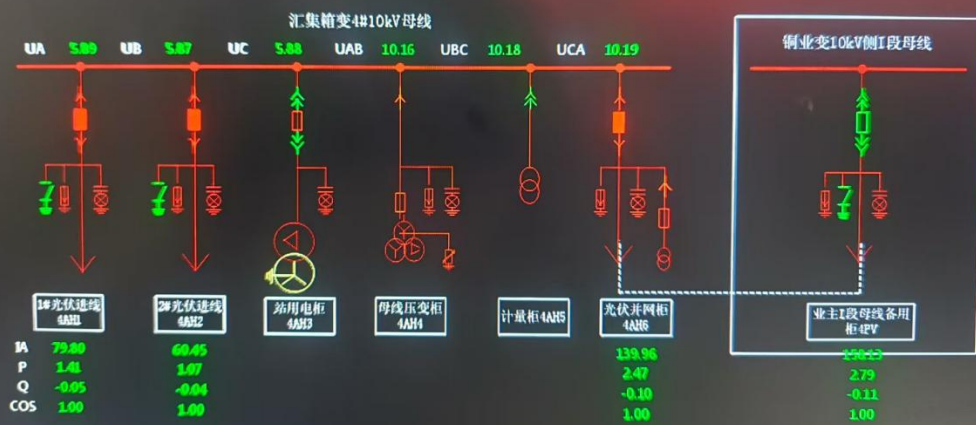 汇集箱变4#10kV母线
UA 5.89 UB 5.87 UC 5.88 UAB 10.16 UBC 10.18 UCA 10.19
铜业变10kV侧I段母线
1#光伏进线
4AH1
2#光伏进线
4AH2
站用电柜
4AH3
母线压变柜
4AH4
计量柜4AH5
光伏并网柜
4AH6
业主I段母线备用
柜4PV
IA 79.80 60.45 139.96 158.13
P 1.41 1.07 2.47 2.79
Q -0.05 -0.04 -0.10 -0.11
COS 1.00 1.00 1.00 1.00